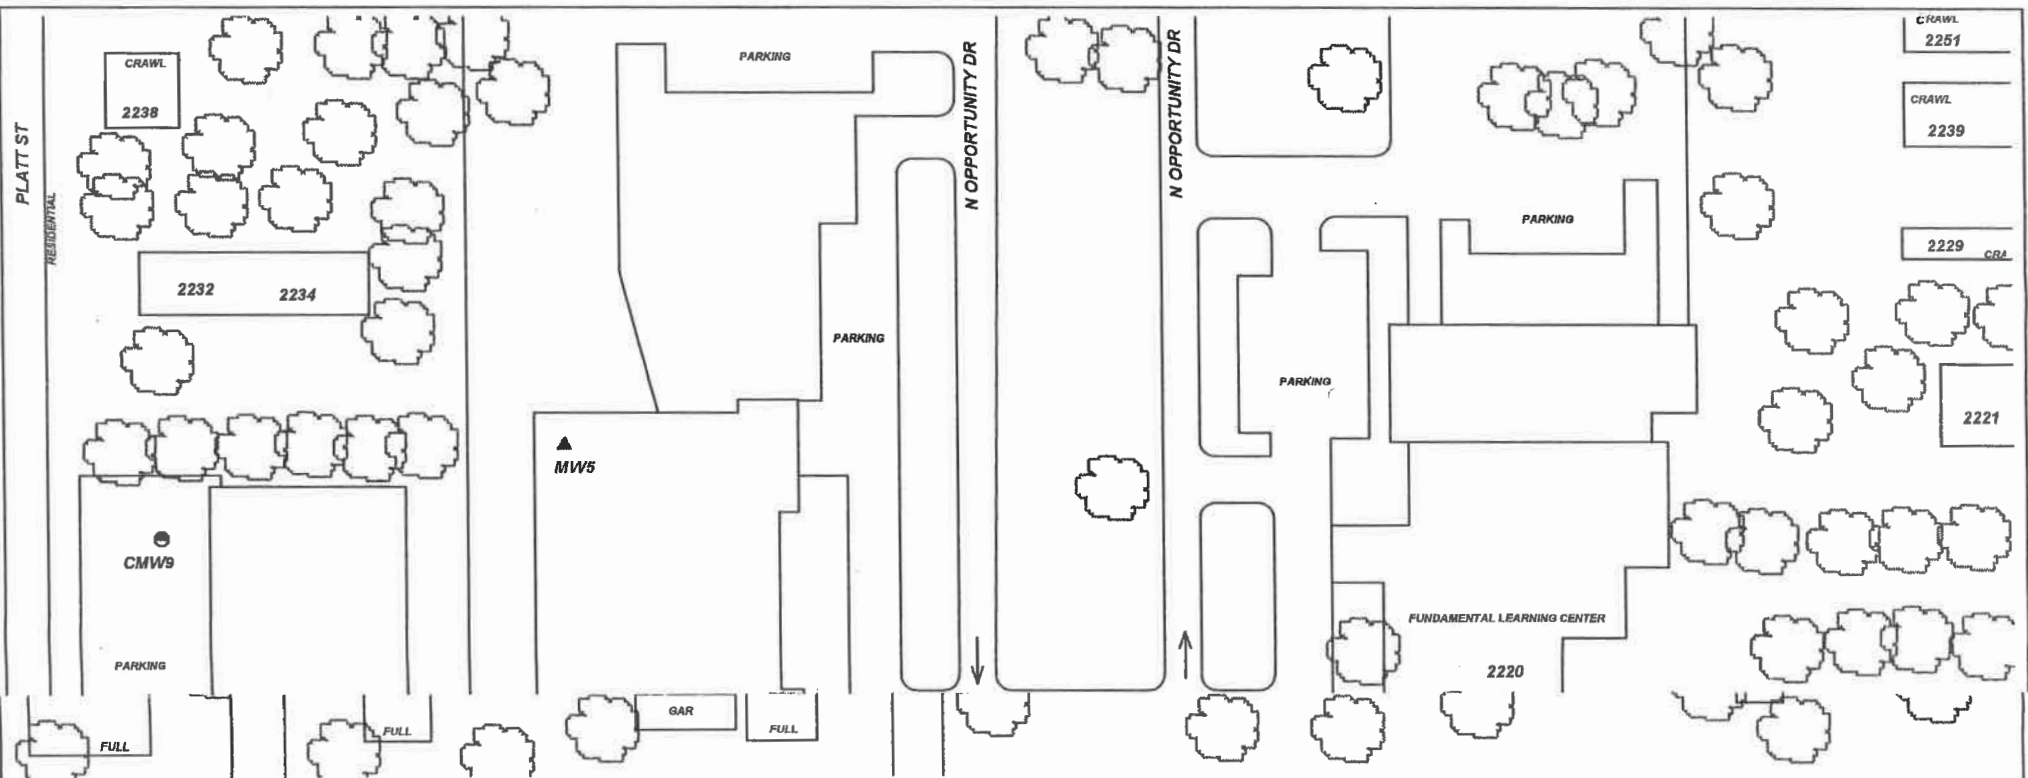 CRAWL
2238
PLATT ST
RESIDENTIAL
2232 2234
PARKING
N OPPORTUNITY DR
N OPPORTUNITY DR
CRAWL
2251
CRAWL
2239
PARKING
2229
PARKING
PARKING
2221
MW5
CMW9
PARKING
FUNDAMENTAL LEARNING CENTER
2220
FULL
FULL
GAR
FULL